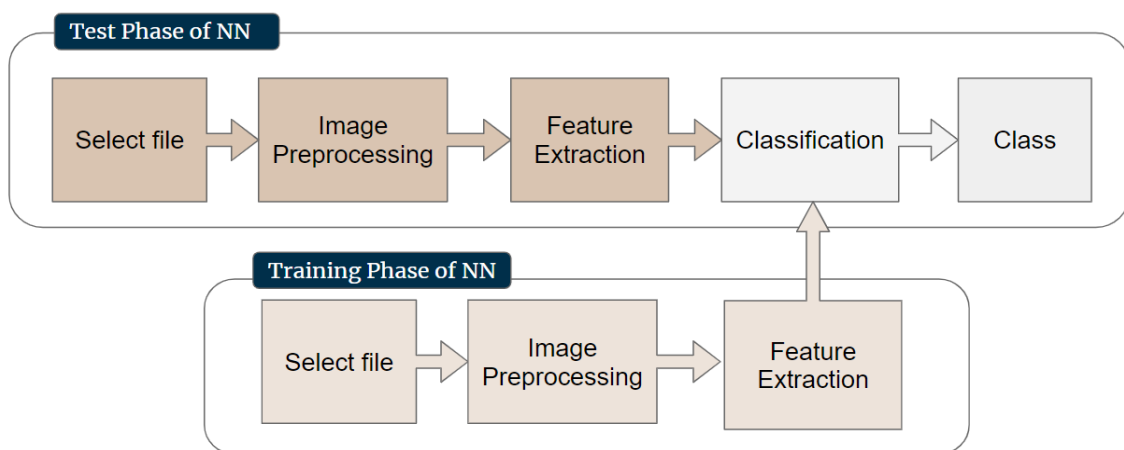 Test Phase of NN
Select file
Image
Preprocessing
Feature
Extraction
Classification
Class
Training Phase of NN
Select file
Image
Preprocessing
Feature
Extraction